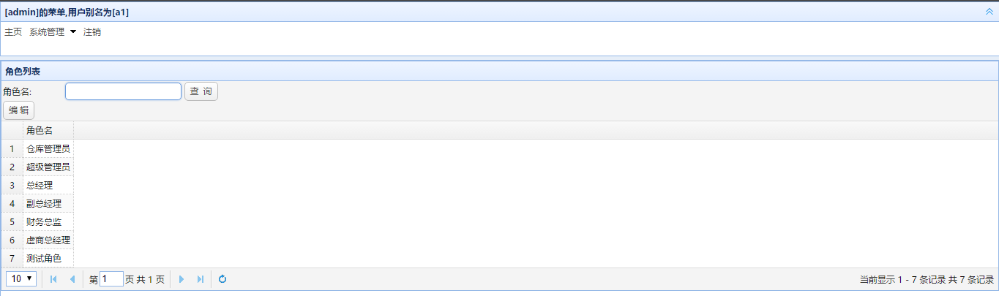 [admin]的荣单,用户别名为[a1]
主页 系统管理 注销
角色列表
角色名: 查 询
编 辑
角色名
1 仓库管理员
2 超级管理员
3 总经理
4 副总经理
5 财务总监
6 虚商总经理
7 测试角色
10 第 1 页 共 1 页 当前显示 1 - 7 条记录 共 7 条记录